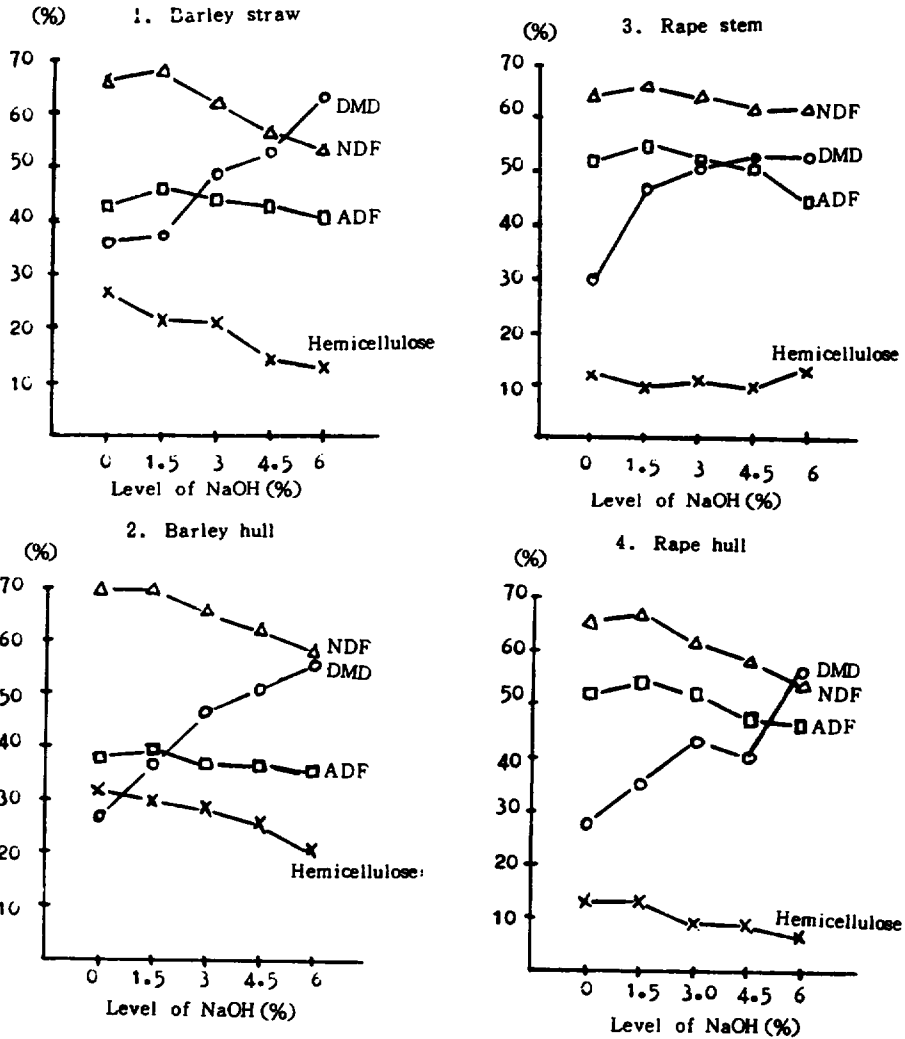 (%)
1. Barley straw
70
60
50
40
30
20
10
DMD
NDF
ADF
Hemicellulose
0 1.5 3 4.5 6
Level of NaOH(%)
2. Barley hull
(%)
70
60
50
40
30
20
10
NDF
DMD
ADF
Hemicellulose
0 1.5 3 4.5 6
Level of NaOH(%)
(%)
3. Rape stem
70
60
50
40
30
20
10
NDF
DMD
ADF
Hemicellulose
0 1.5 3 4.5 6
Level of NaOH(%)
4. Rape hull
(%)
70
60
50
40
30
20
10
DMD
NDF
ADF
Hemicellulose
0 1.5 3.0 4.5 6
Level of NaOH(%)